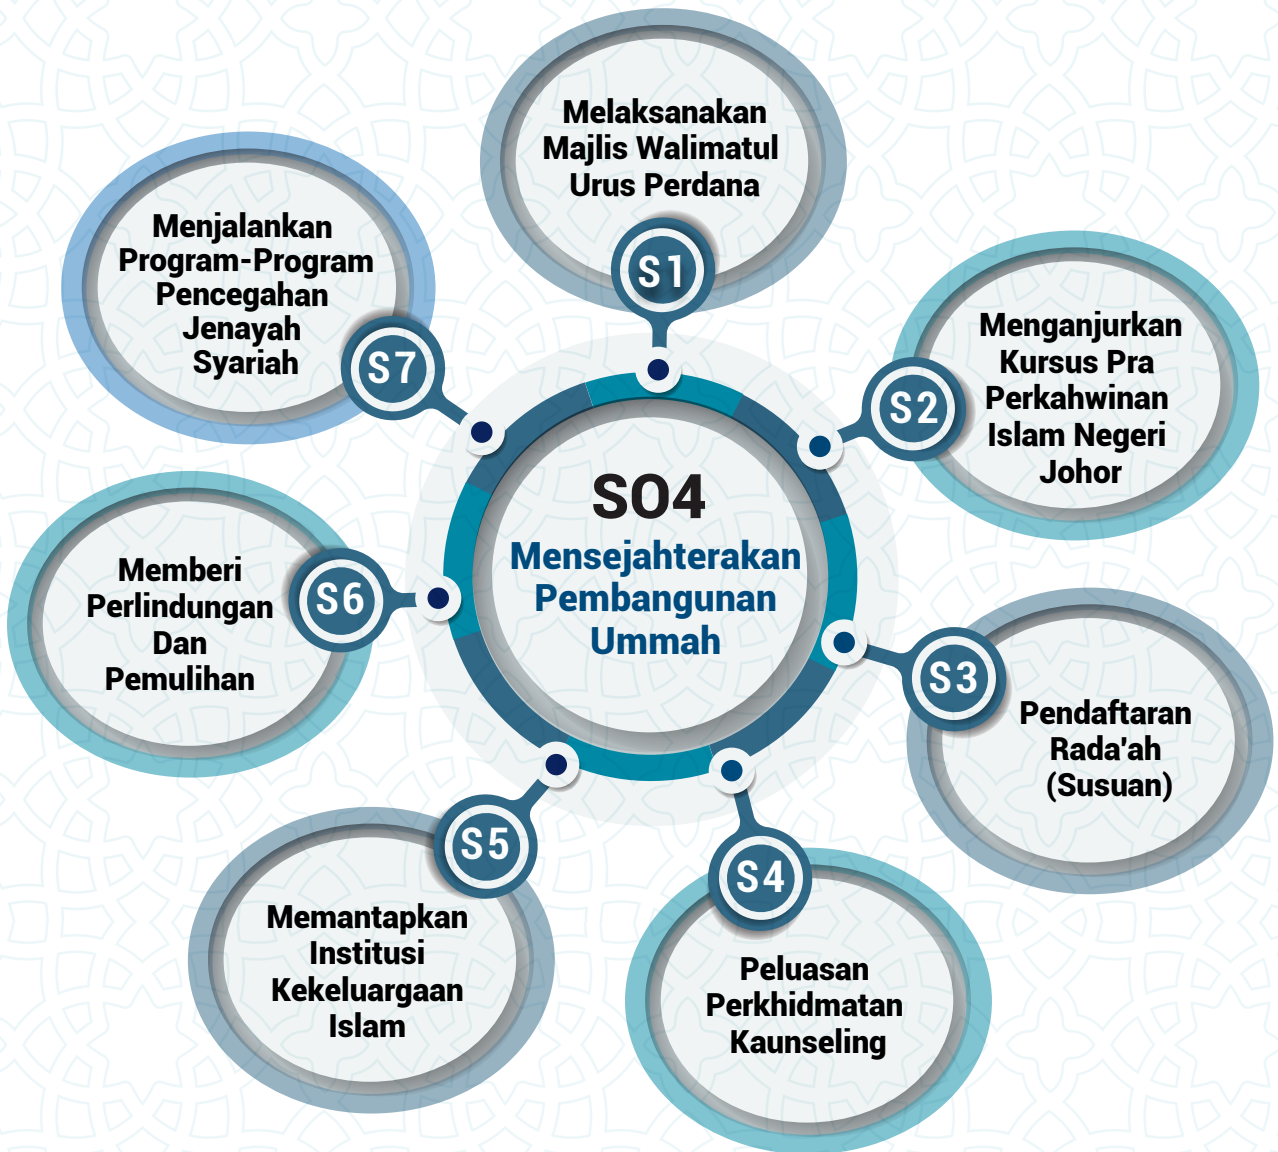 SO4
Mensejahterakan
Pembangunan
Ummah
S1
Melaksanakan
Majlis Walimatul
Urus Perdana
S2
Menganjurkan
Kursus Pra
Perkahwinan
Islam Negeri
Johor
S3
Pendaftaran
Rada'ah
(Susuan)
S4
Peluasan
Perkhidmatan
Kaunseling
S5
Memantapkan
Institusi
Kekeluargaan
Islam
S6
Memberi
Perlindungan
Dan
Pemulihan
S7
Menjalankan
Program-Program
Pencegahan
Jenayah
Syariah